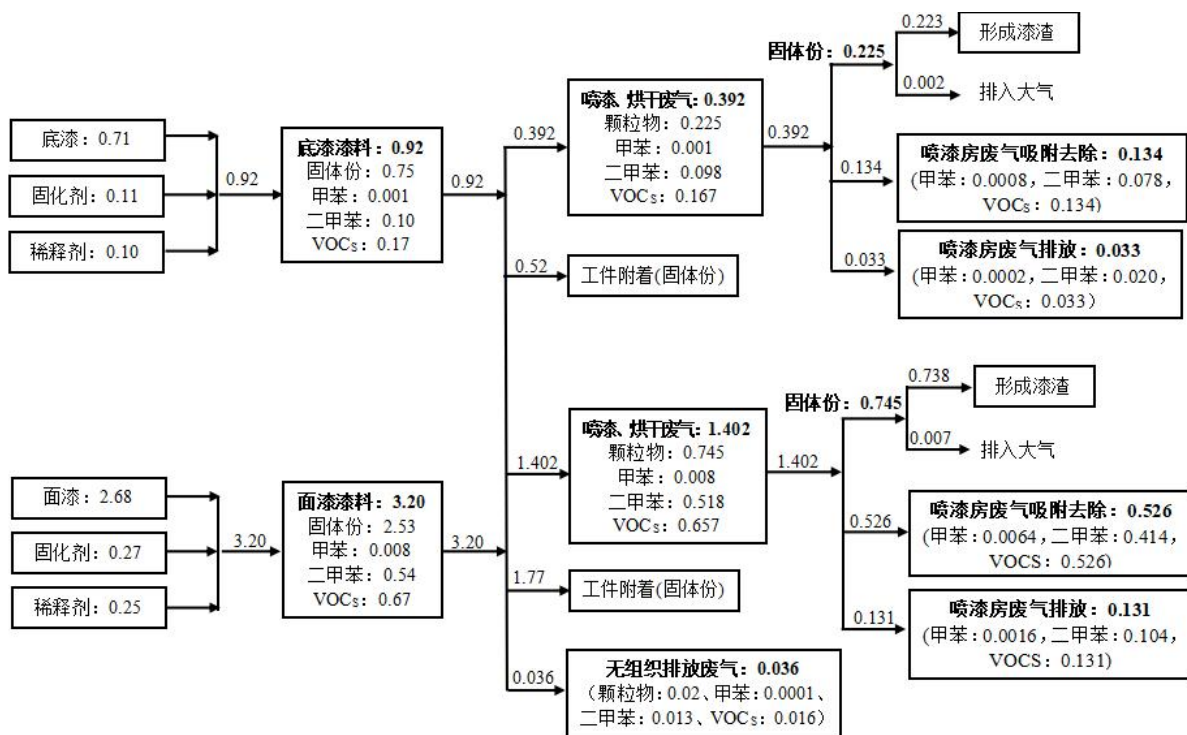 底漆：0.71
固化剂：0.11
稀释剂：0.10
0.92
底漆漆料：0.92
固体份：0.75
甲苯：0.001
二甲苯：0.10
VOCs：0.17
0.92
0.392
喷漆、烘干废气：0.392
颗粒物：0.225
甲苯：0.001
二甲苯：0.098
VOCs：0.167
0.392
固体份：0.225
0.223
形成漆渣
0.002
排入大气
0.134
喷漆房废气吸附去除：0.134
(甲苯：0.0008，二甲苯：0.078，
VOCs：0.134)
0.033
喷漆房废气排放：0.033
(甲苯：0.0002，二甲苯：0.020，
VOCs：0.033）
0.52
工件附着(固体份)
面漆：2.68
固化剂：0.27
稀释剂：0.25
3.20
面漆漆料：3.20
固体份：2.53
甲苯：0.008
二甲苯：0.54
VOCs：0.67
3.20
1.402
喷漆、烘干废气：1.402
颗粒物：0.745
甲苯：0.008
二甲苯：0.518
VOCs：0.657
1.402
固体份：0.745
0.738
形成漆渣
0.007
排入大气
0.526
喷漆房废气吸附去除：0.526
(甲苯：0.0064，二甲苯：0.414，
VOCS：0.526)
0.131
喷漆房废气排放：0.131
(甲苯：0.0016，二甲苯：0.104，
VOCS：0.131)
1.77
工件附着(固体份)
0.036
无组织排放废气：0.036
（颗粒物：0.02、甲苯：0.0001、
二甲苯：0.013、VOCs：0.016）